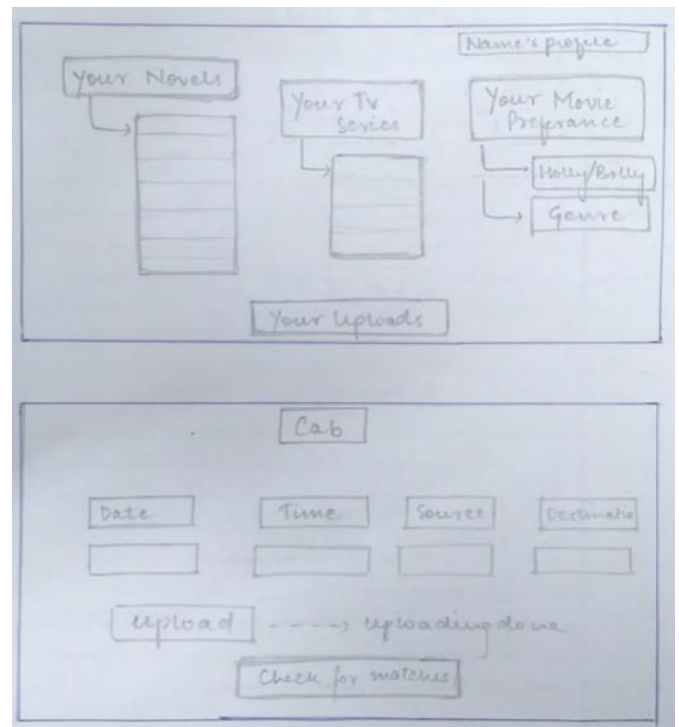 Name's profile
Your Novels
Your TV
Series
Your Movie
Preferance
Holly/Bolly
Genre
Your Uploads
Cab
Date
Time
Source
Destinatio
Upload
uploading done
Check for matches